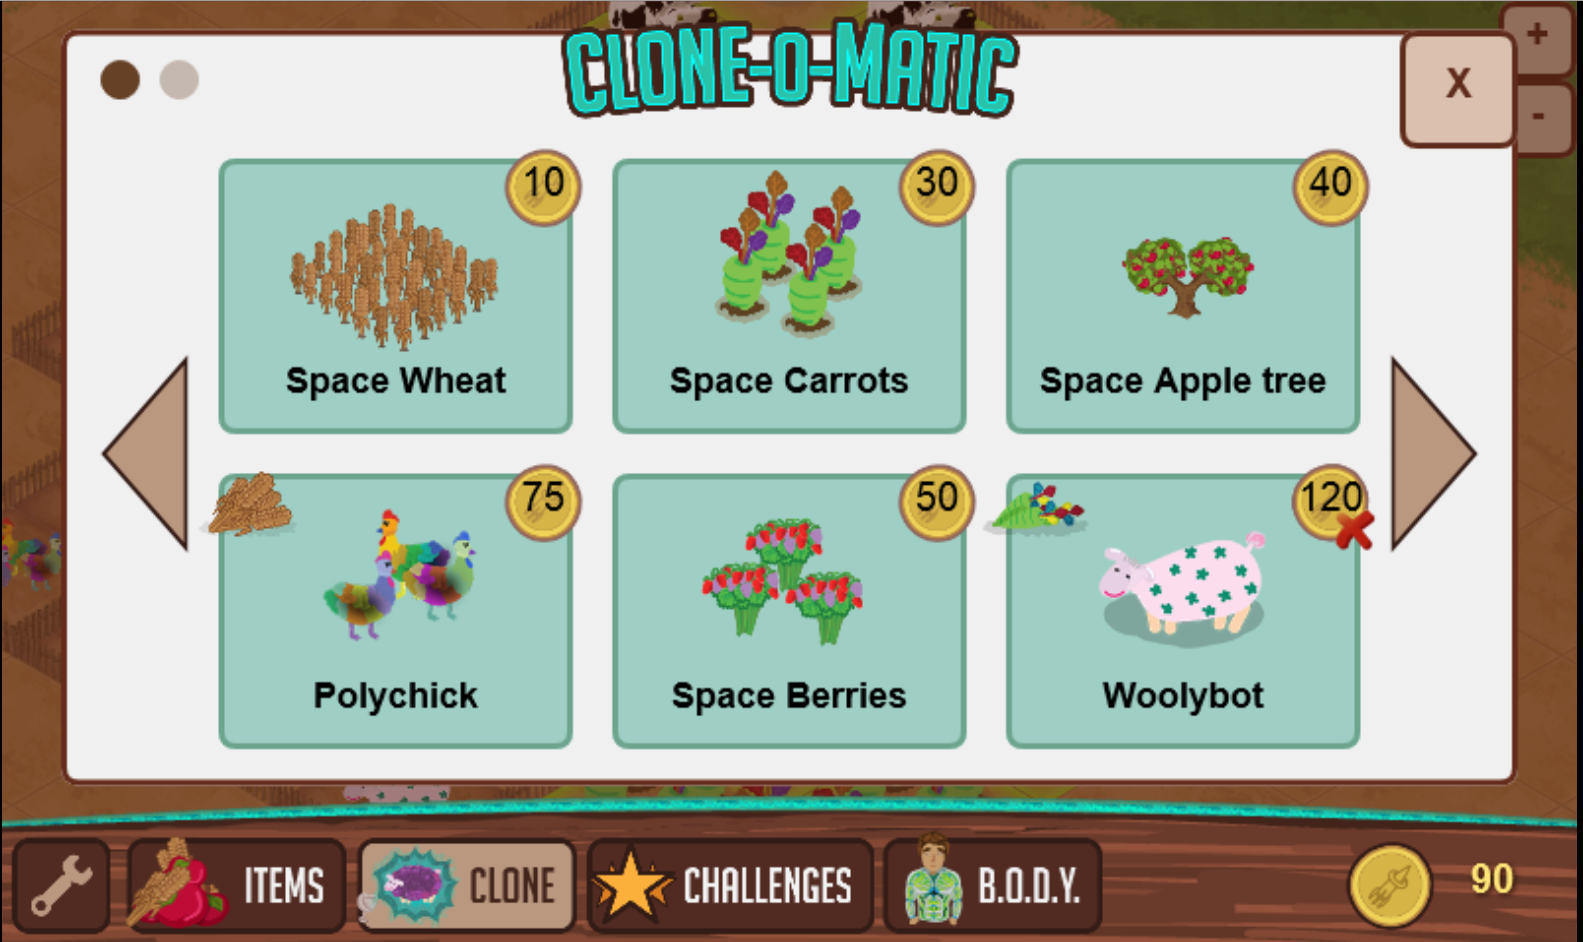 CLONE-O-MATIC
X
+
-
10
30
40
Space Wheat
Space Carrots
Space Apple tree
75
50
120
Polychick
Space Berries
Woolybot
ITEMS
CLONE
CHALLENGES
B.O.D.Y.
90